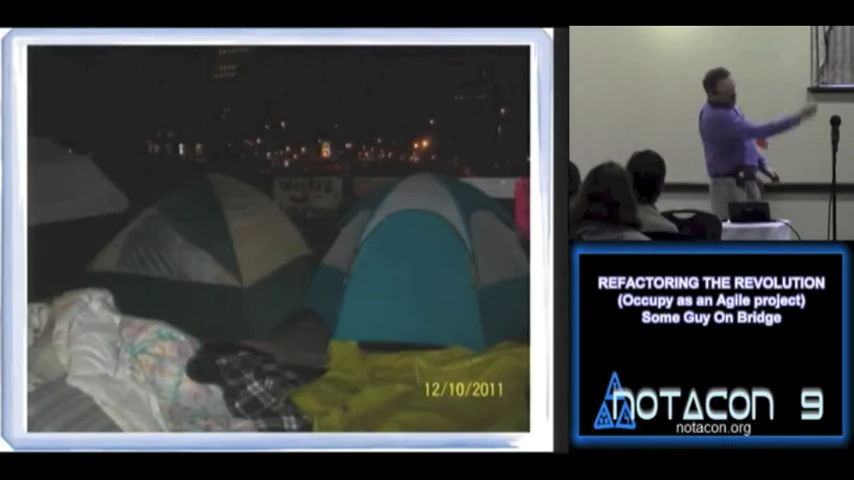 12/10/2011
REFACTORING THE REVOLUTION
(Occupy as an Agile project)
Some Guy On Bridge
NOTACON 9
notacon.org